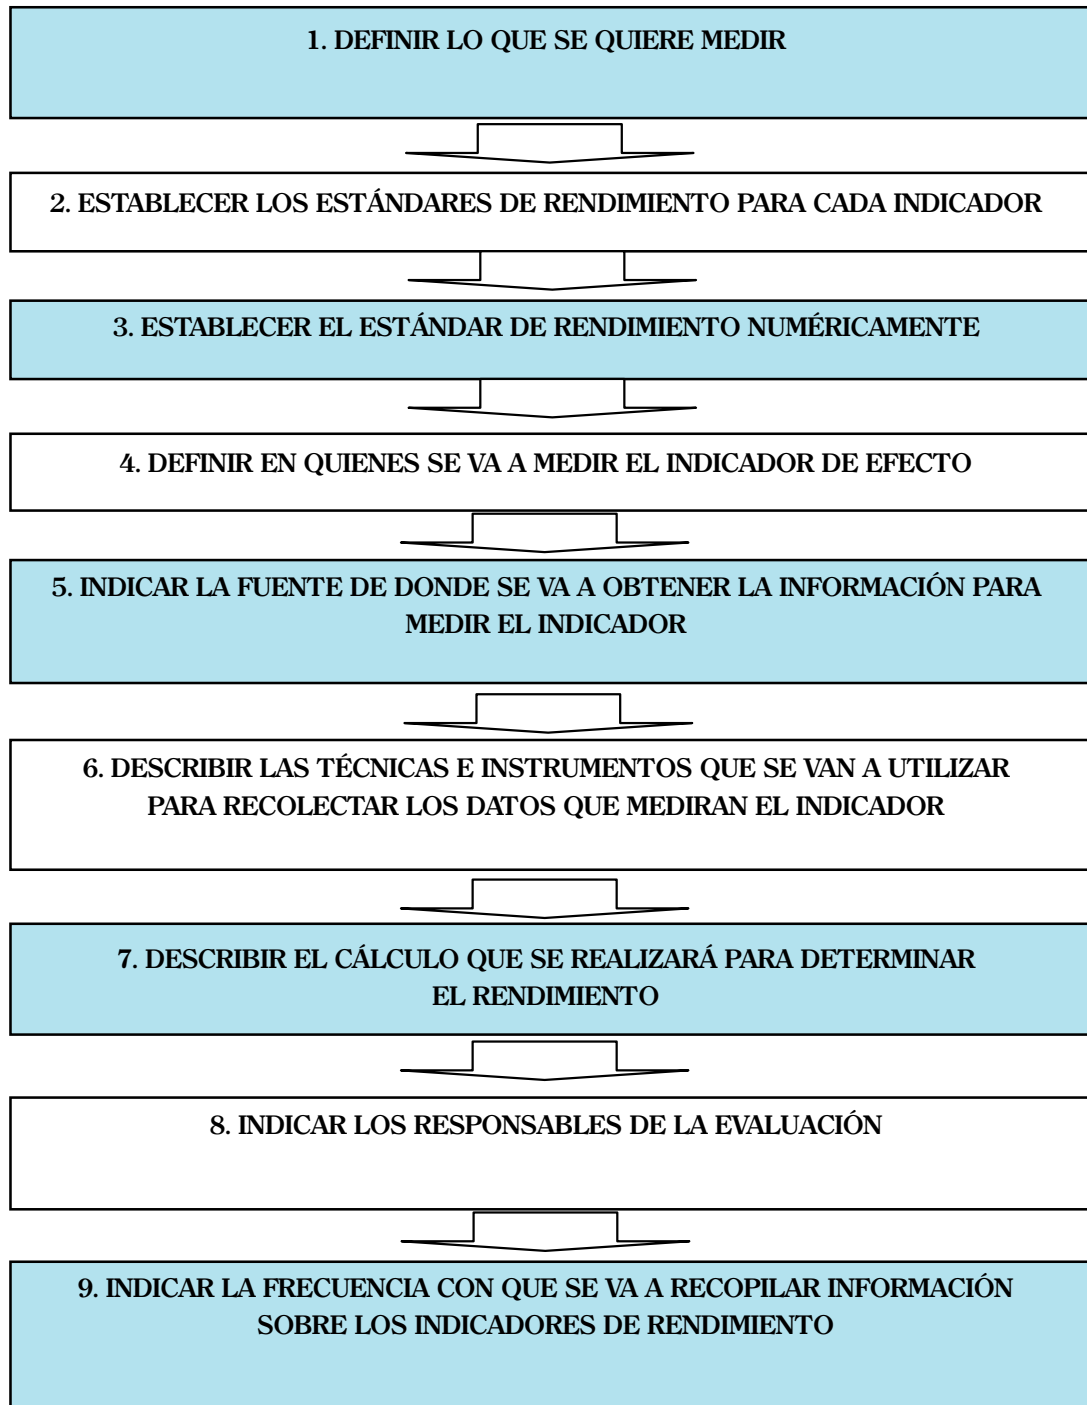 1. DEFINIR LO QUE SE QUIERE MEDIR
2. ESTABLECER LOS ESTÁNDARES DE RENDIMIENTO PARA CADA INDICADOR
3. ESTABLECER EL ESTÁNDAR DE RENDIMIENTO NUMÉRICAMENTE
4. DEFINIR EN QUIENES SE VA A MEDIR EL INDICADOR DE EFECTO
5. INDICAR LA FUENTE DE DONDE SE VA A OBTENER LA INFORMACIÓN PARA
MEDIR EL INDICADOR
6. DESCRIBIR LAS TÉCNICAS E INSTRUMENTOS QUE SE VAN A UTILIZAR
PARA RECOLECTAR LOS DATOS QUE MEDIRAN EL INDICADOR
7. DESCRIBIR EL CÁLCULO QUE SE REALIZARÁ PARA DETERMINAR
EL RENDIMIENTO
8. INDICAR LOS RESPONSABLES DE LA EVALUACIÓN
9. INDICAR LA FRECUENCIA CON QUE SE VA A RECOPILAR INFORMACIÓN
SOBRE LOS INDICADORES DE RENDIMIENTO